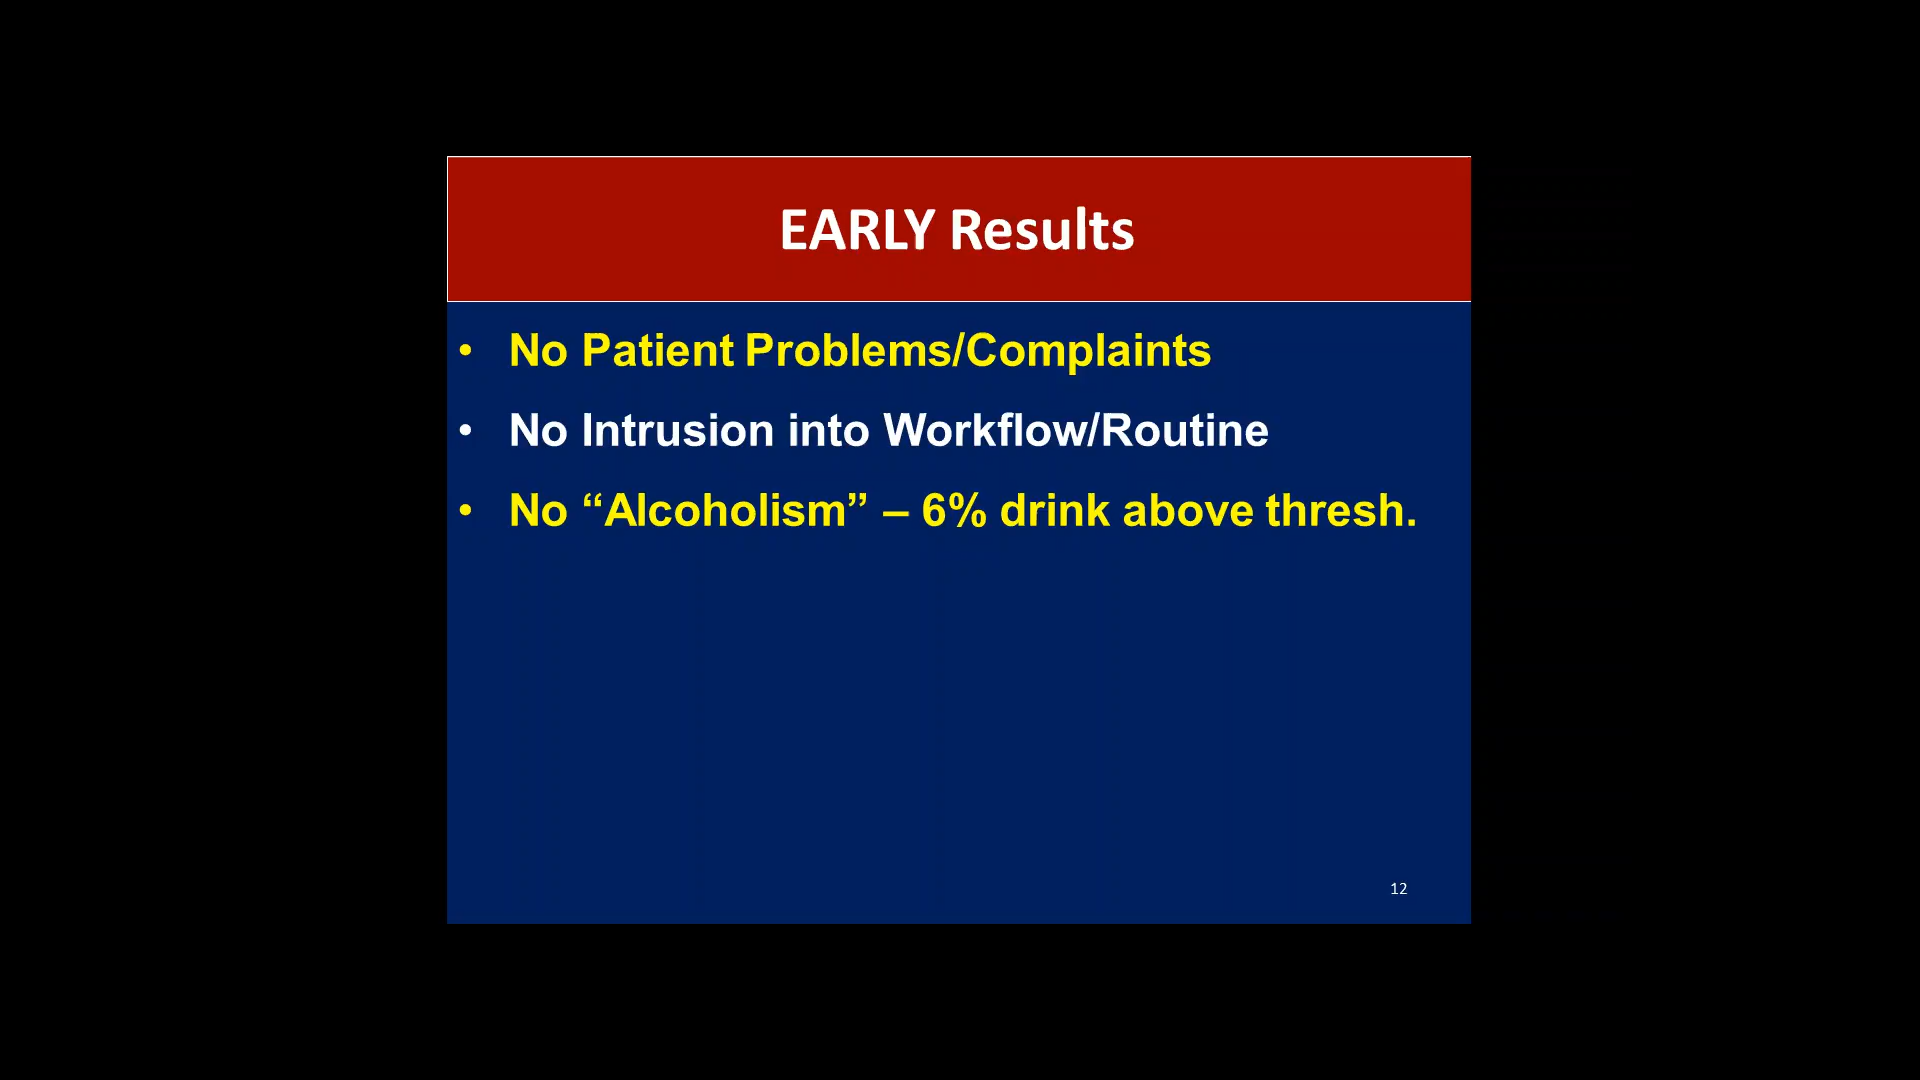 EARLY Results
• No Patient Problems/Complaints
• No Intrusion into Workflow/Routine
• No “Alcoholism” – 6% drink above thresh.
12